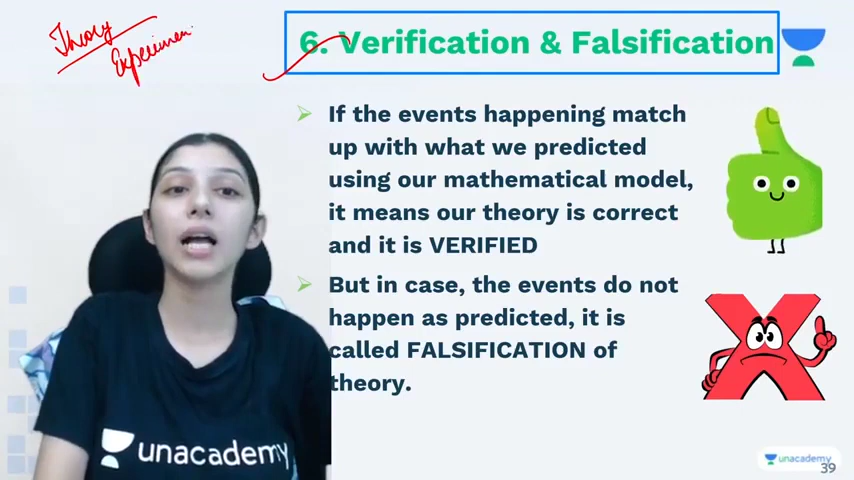 Theory
Experimen
6. Verification & Falsification
If the events happening match
up with what we predicted
using our mathematical model,
it means our theory is correct
and it is VERIFIED
But in case, the events do not
happen as predicted, it is
called FALSIFICATION of
theory.
unacademy
unacademy
39